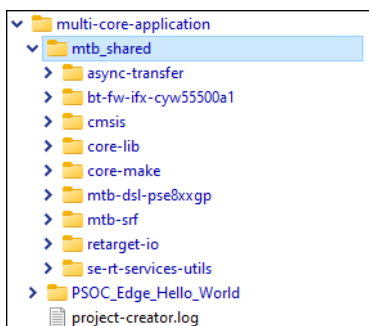 multi-core-application
mtb_shared
async-transfer
bt-fw-ifx-cyw55500a1
cmsis
core-lib
core-make
mtb-dsl-pse8xxgp
mtb-srf
retarget-io
se-rt-services-utils
PSOC_Edge_Hello_World
project-creator.log